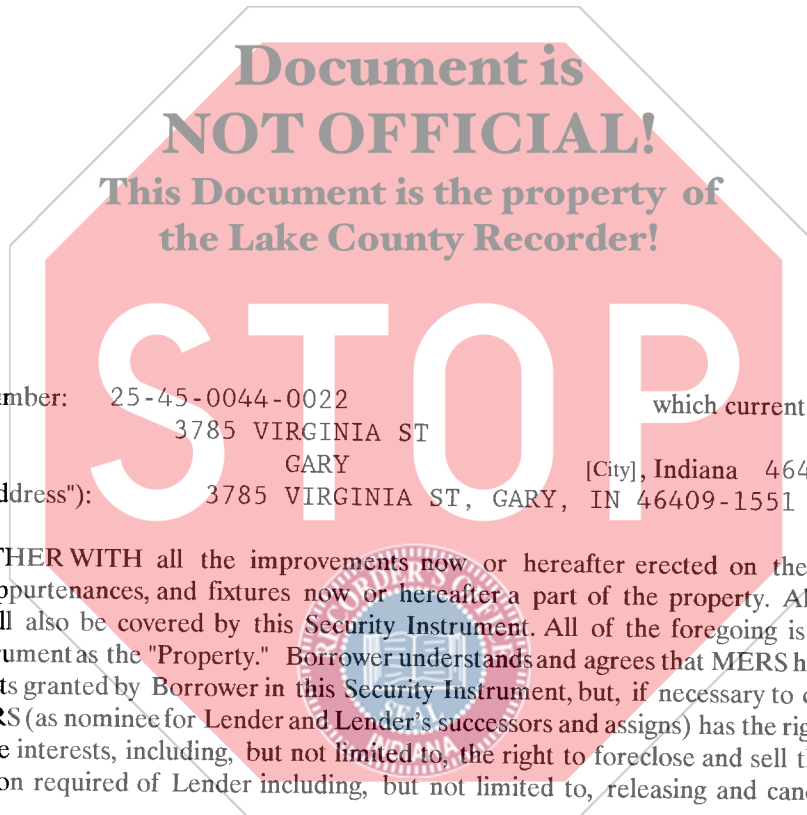 Document is
NOT OFFICIAL!
This Document is the property of
the Lake County Recorder!
STOP
mber: 25-45-0044-0022 which current
3785 VIRGINIA ST
GARY [City], Indiana 464
ddress"): 3785 VIRGINIA ST, GARY, IN 46409-1551
THER WITH all the improvements now or hereafter erected on the
ppurtenances, and fixtures now or hereafter a part of the property. Al
ll also be covered by this Security Instrument. All of the foregoing is
rument as the "Property." Borrower understands and agrees that MERS h
ts granted by Borrower in this Security Instrument, but, if necessary to c
RS (as nominee for Lender and Lender's successors and assigns) has the rig
e interests, including, but not limited to, the right to foreclose and sell th
on required of Lender including, but not limited to, releasing and canc
RECORDER'S OFFICE
SEAL
INDIANA